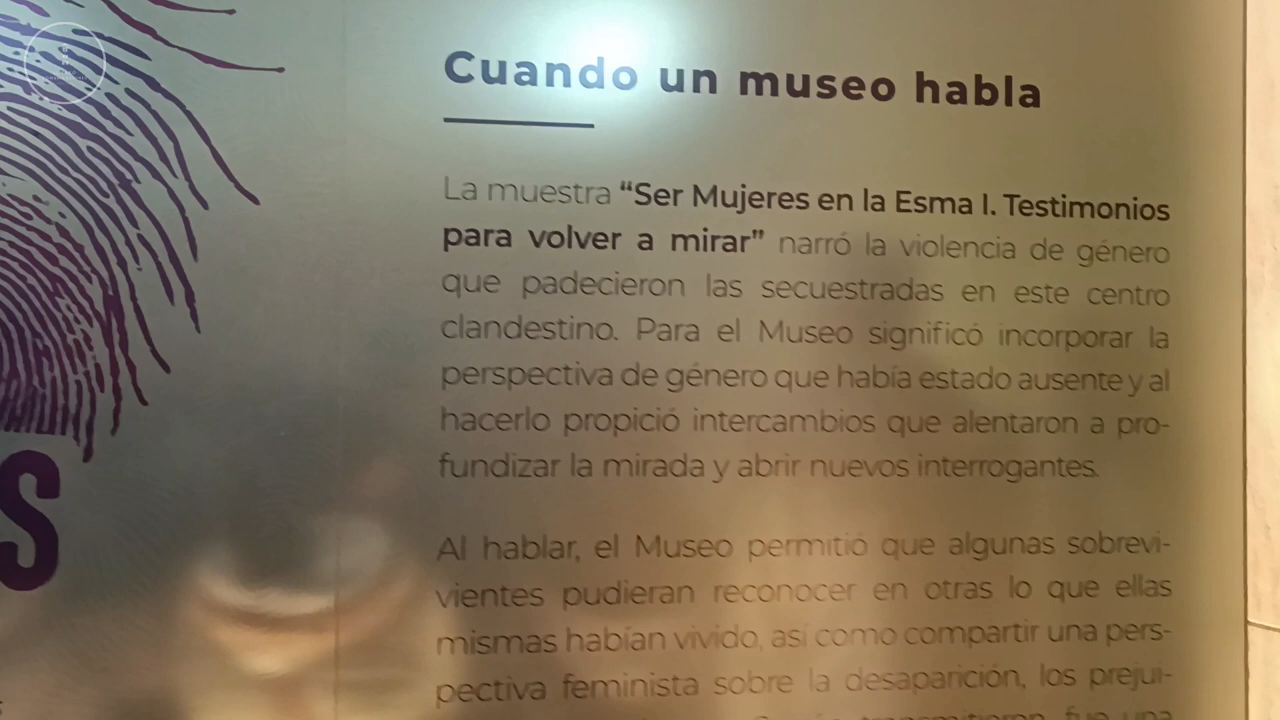 Cuando un museo habla
La muestra “Ser Mujeres en la Esma I. Testimonios
para volver a mirar” narró la violencia de género
que padecieron las secuestradas en este centro
clandestino. Para el Museo significó incorporar la
perspectiva de género que había estado ausente y al
hacerlo propició intercambios que alentaron a pro-
fundizar la mirada y abrir nuevos interrogantes.
Al hablar, el Museo permitió que algunas sobrevi-
vientes pudieran reconocer en otras lo que ellas
mismas habían vivido, así como compartir una pers-
pectiva feminista sobre la desaparición, los prejui-
fue una
S